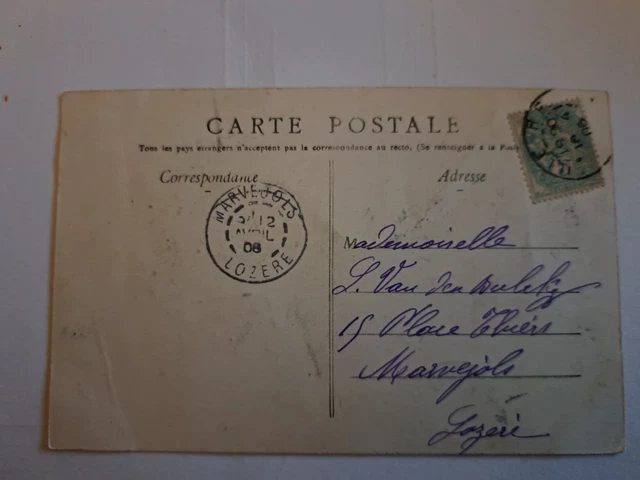 CARTE POSTALE
Tous les pays étrangers n'acceptent pas la correspondance au recto. (Se renseigner à la Poste
Correspondance
Adresse
MARVEJOLS
12
AVRIL
08
LOZERE
Mademoiselle
S. Van den
15 Place Thiérs
Marvejols
Lozère